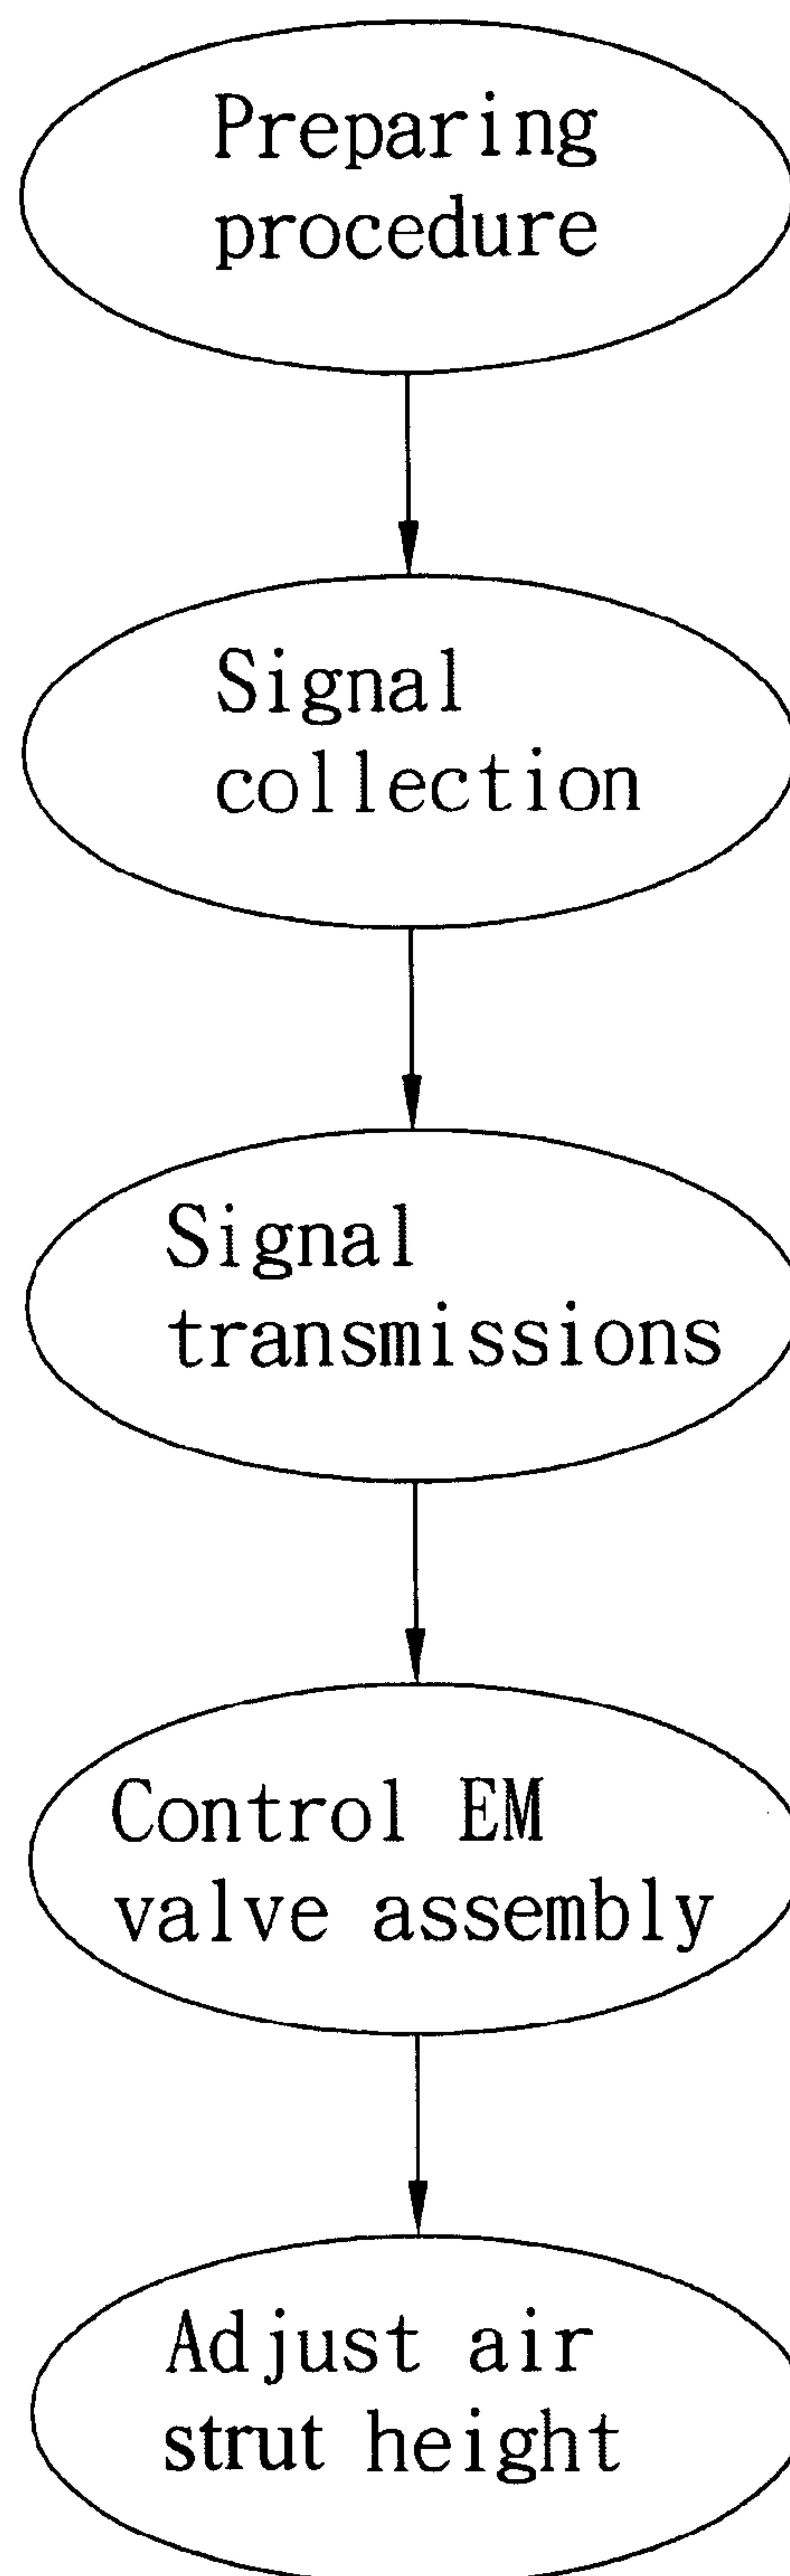 Preparing
procedure
Signal
collection
Signal
transmissions
Control EM
valve assembly
Adjust air
strut height